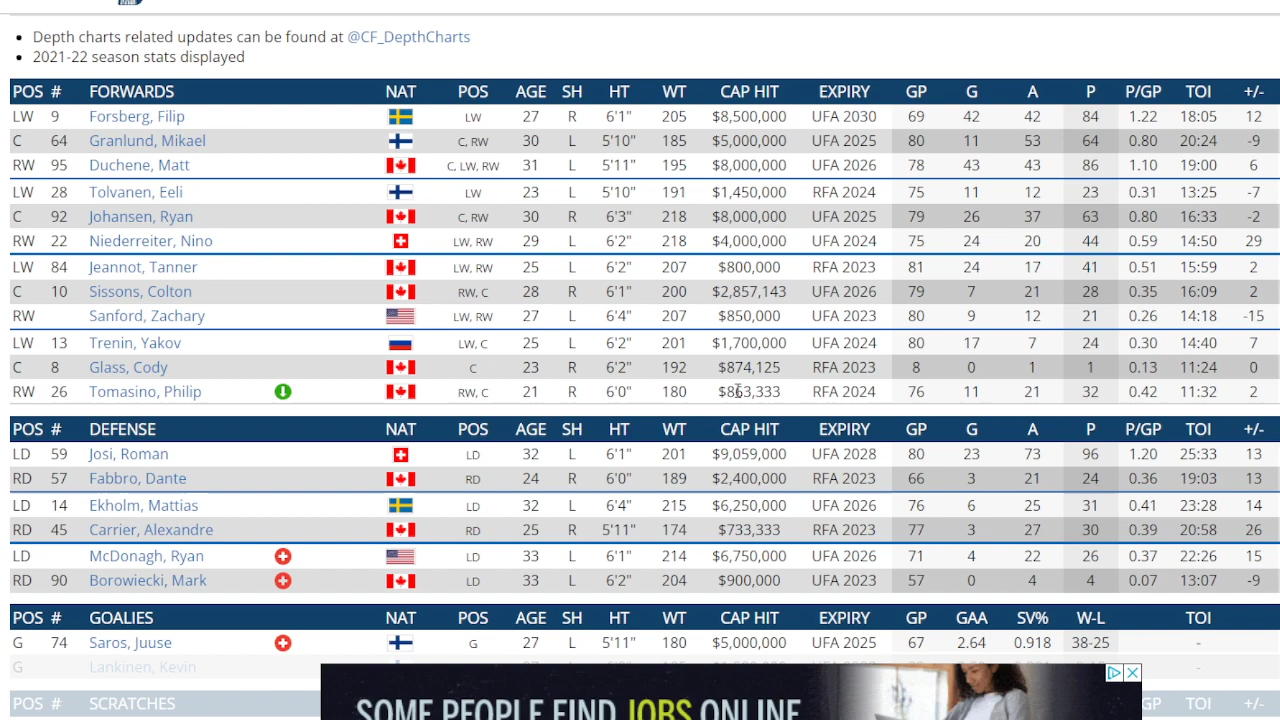 Depth charts related updates can be found at @CF_DepthCharts
2021-22 season stats displayed
POS # FORWARDS NAT POS AGE SH HT WT CAP HIT EXPIRY GP G A P P/GP TOI +/-
LW 9 Forsberg, Filip LW 27 R 6'1" 205 $8,500,000 UFA 2030 69 42 42 84 1.22 18:05 12
C 64 Granlund, Mikael C, RW 30 L 5'10" 185 $5,000,000 UFA 2025 80 11 53 64 0.80 20:24 -9
RW 95 Duchene, Matt C, LW, RW 31 L 5'11" 195 $8,000,000 UFA 2026 78 43 43 86 1.10 19:00 6
LW 28 Tolvanen, Eeli LW 23 L 5'10" 191 $1,450,000 RFA 2024 75 11 12 23 0.31 13:25 -7
C 92 Johansen, Ryan C, RW 30 R 6'3" 218 $8,000,000 UFA 2025 79 26 37 63 0.80 16:33 -2
RW 22 Niederreiter, Nino LW, RW 29 L 6'2" 218 $4,000,000 UFA 2024 75 24 20 44 0.59 14:50 29
LW 84 Jeannot, Tanner LW, RW 25 L 6'2" 207 $800,000 RFA 2023 81 24 17 41 0.51 15:59 2
C 10 Sissons, Colton RW, C 28 R 6'1" 200 $2,857,143 UFA 2026 79 7 21 28 0.35 16:09 2
RW Sanford, Zachary LW, RW 27 L 6'4" 207 $850,000 UFA 2023 80 9 12 21 0.26 14:18 -15
LW 13 Trenin, Yakov LW, C 25 L 6'2" 201 $1,700,000 UFA 2024 80 17 7 24 0.30 14:40 7
C 8 Glass, Cody C 23 R 6'2" 192 $874,125 RFA 2023 8 0 1 1 0.13 11:24 0
RW 26 Tomasino, Philip RW, C 21 R 6'0" 180 $863,333 RFA 2024 76 11 21 32 0.42 11:32 2
POS # DEFENSE NAT POS AGE SH HT WT CAP HIT EXPIRY GP G A P P/GP TOI +/-
LD 59 Josi, Roman LD 32 L 6'1" 201 $9,059,000 UFA 2028 80 23 73 96 1.20 25:33 13
RD 57 Fabbro, Dante RD 24 R 6'0" 189 $2,400,000 RFA 2023 66 3 21 24 0.36 19:03 13
LD 14 Ekholm, Mattias LD 32 L 6'4" 215 $6,250,000 UFA 2026 76 6 25 31 0.41 23:28 14
RD 45 Carrier, Alexandre RD 25 R 5'11" 174 $733,333 RFA 2023 77 3 27 30 0.39 20:58 26
LD McDonagh, Ryan LD 33 L 6'1" 214 $6,750,000 UFA 2026 71 4 22 26 0.37 22:26 15
RD 90 Borowiecki, Mark LD 33 L 6'2" 204 $900,000 UFA 2023 57 0 4 4 0.07 13:07 -9
POS # GOALIES NAT POS AGE SH HT WT CAP HIT EXPIRY GP GAA SV% W-L TOI
G 74 Saros, Juuse G 27 L 5'11" 180 $5,000,000 UFA 2025 67 2.64 0.918 38-25 -
G Lankinen, Kevin
POS # SCRATCHES GP TOI +/-
SOME PEOPLE FIND JOBS ONLINE